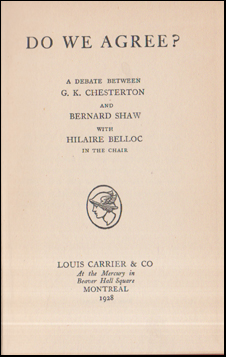 DO WE AGREE?
A DEBATE BETWEEN
G. K. CHESTERTON
AND
BERNARD SHAW
WITH
HILAIRE BELLOC
IN THE CHAIR
LOUIS CARRIER & CO
At the Mercury in
Beaver Hall Square
MONTREAL
1928